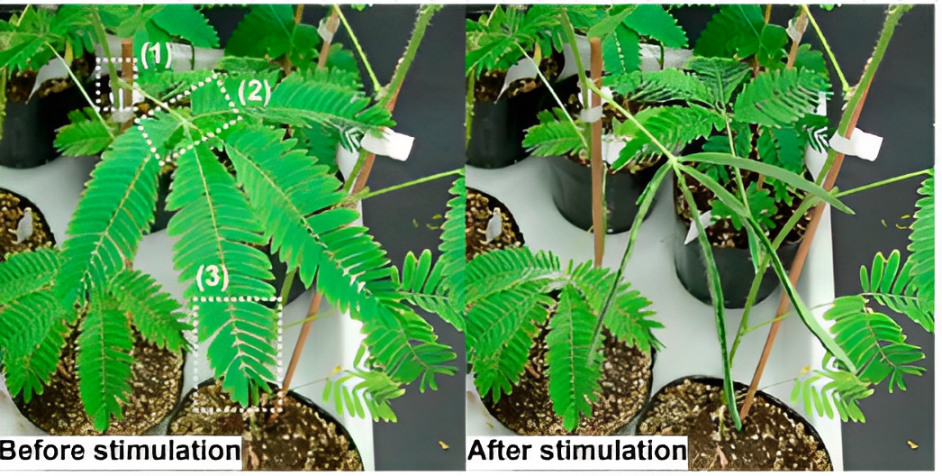 (1)
(2)
(3)
Before stimulation
After stimulation